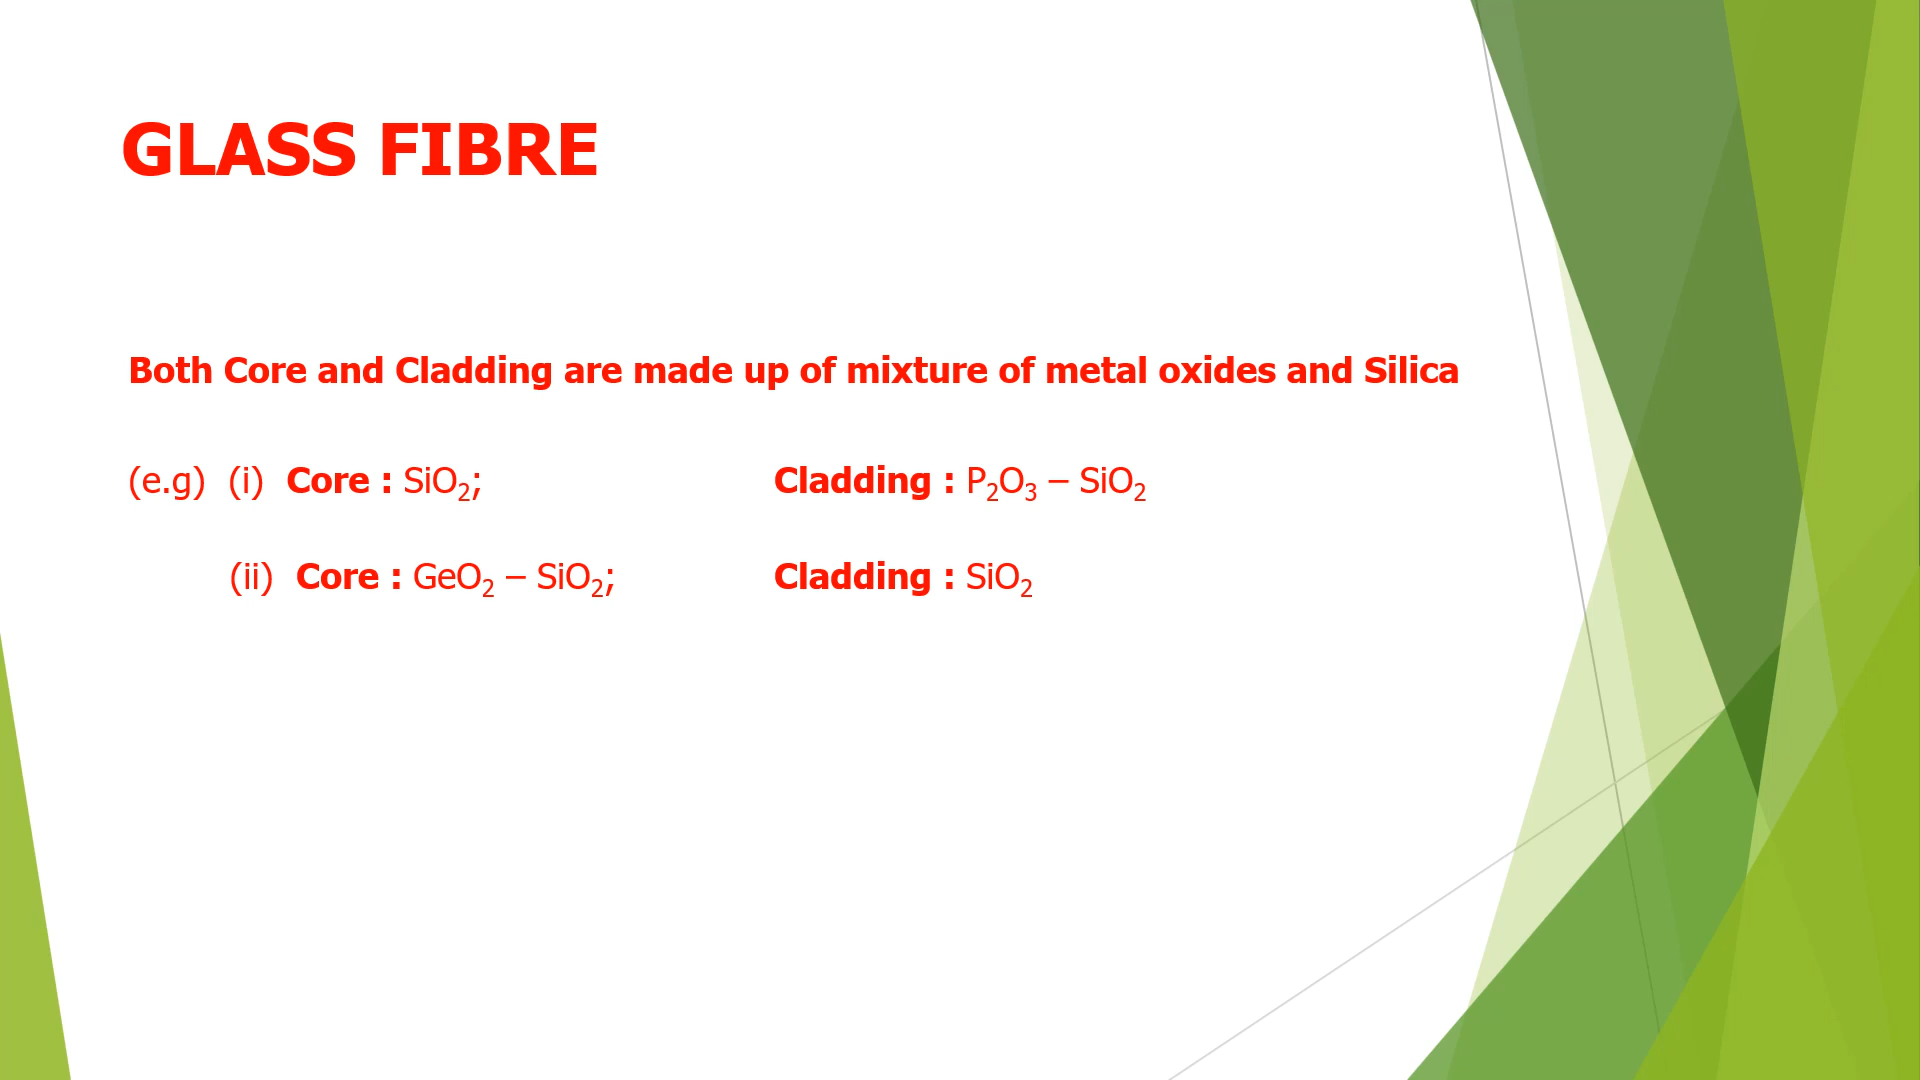 GLASS FIBRE
Both Core and Cladding are made up of mixture of metal oxides and Silica
(e.g) (i) Core : SiO₂; Cladding : P₂O₃ – SiO₂
(ii) Core : GeO₂ – SiO₂; Cladding : SiO₂